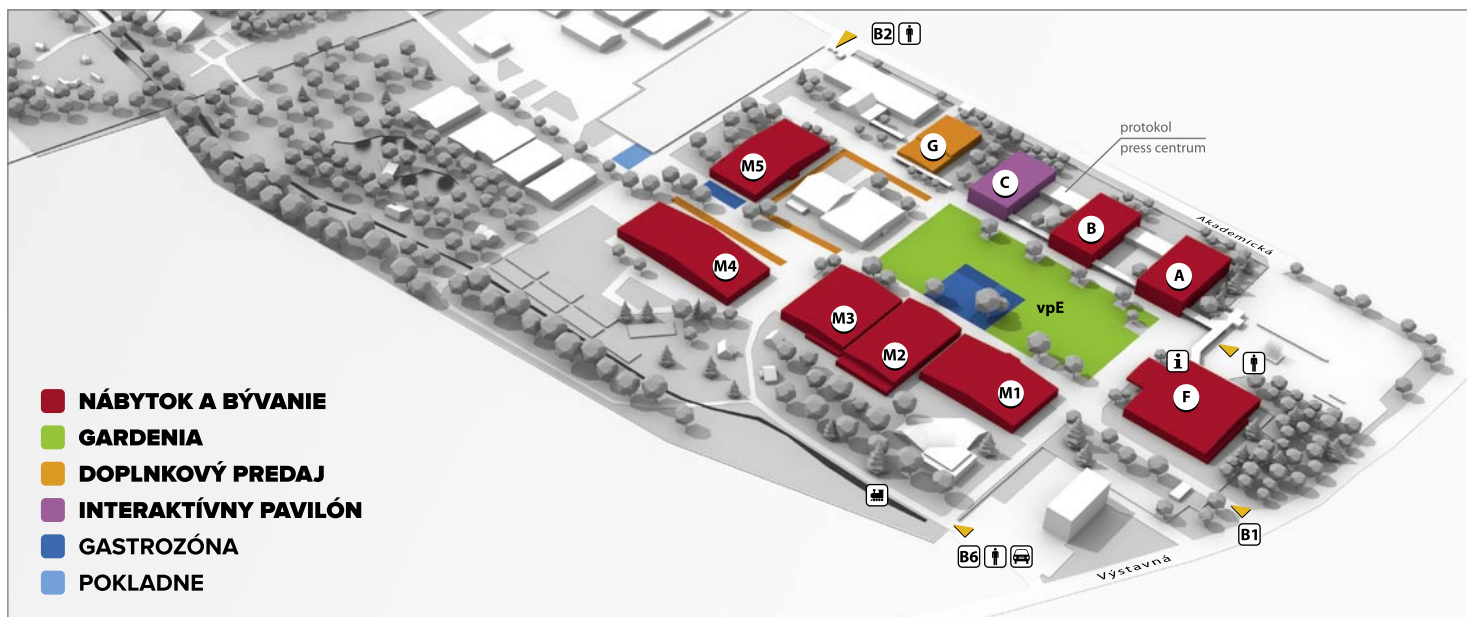 B2
protokol
press centrum
G
M5
C
B
Akademická
A
M4
vpE
M3
M2
i
M1
F
NÁBYTOK A BÝVANIE
GARDENIA
DOPLNKOVÝ PREDAJ
INTERAKTÍVNY PAVILÓN
GASTROZÓNA
POKLADNE
B1
B6
Výstavná